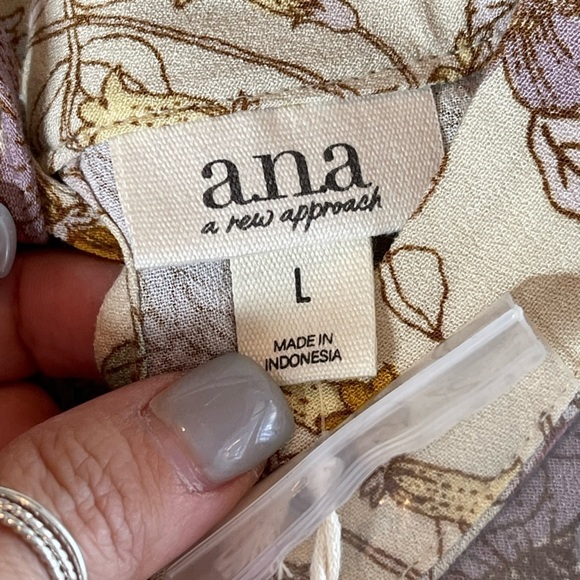 a.n.a
a new approach
L
MADE IN
INDONESIA